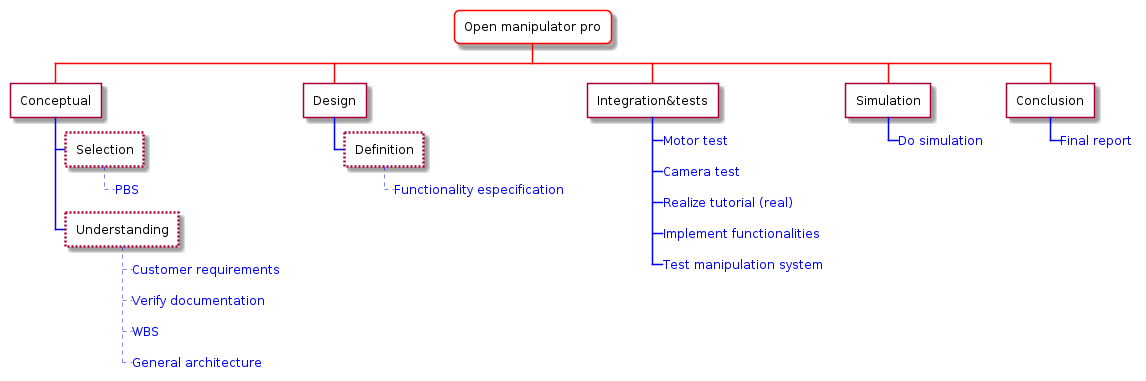 Open manipulator pro
Conceptual
Selection
PBS
Understanding
Customer requirements
Verify documentation
WBS
General architecture
Design
Definition
Functionality especification
Integration&tests
Motor test
Camera test
Realize tutorial (real)
Implement functionalities
Test manipulation system
Simulation
Do simulation
Conclusion
Final report